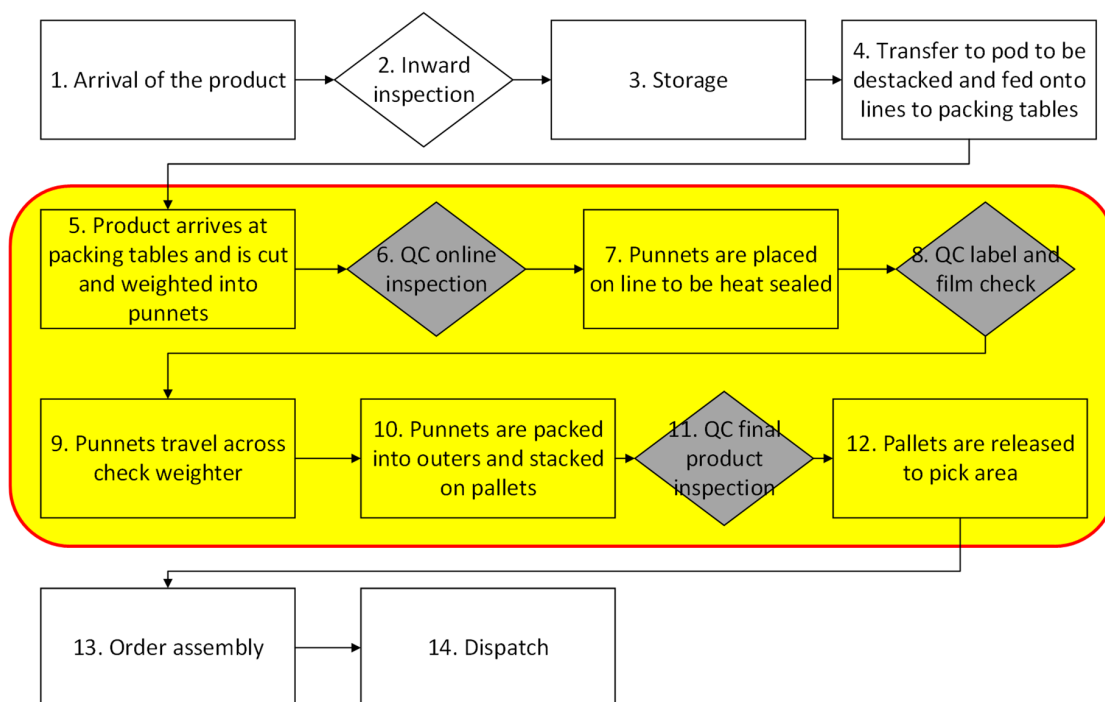 1. Arrival of the product
2. Inward
inspection
3. Storage
4. Transfer to pod to be
destacked and fed onto
lines to packing tables
5. Product arrives at
packing tables and is cut
and weighted into
punnets
6. QC online
inspection
7. Punnets are placed
on line to be heat sealed
8. QC label and
film check
9. Punnets travel across
check weighter
10. Punnets are packed
into outers and stacked
on pallets
11. QC final
product
inspection
12. Pallets are released
to pick area
13. Order assembly
14. Dispatch